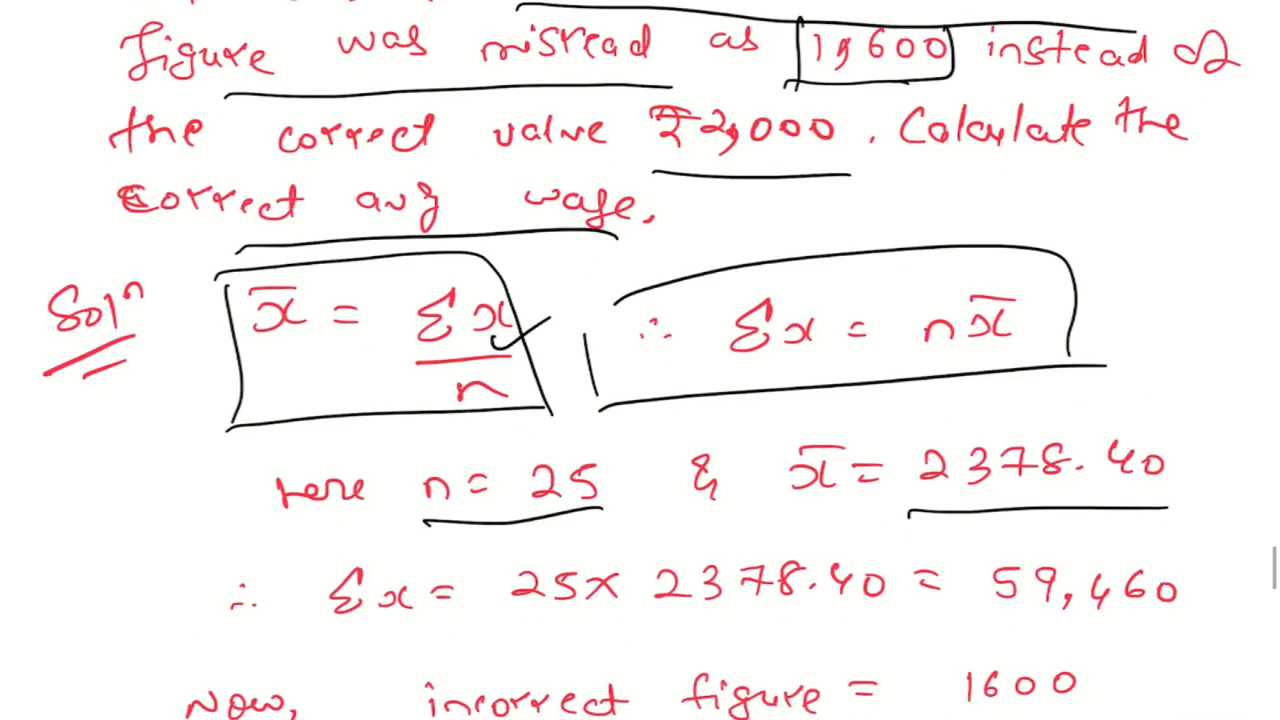 figure was misread as 1,600 instead of
the correct value ₹2,000. Calculate the
correct avg wage.
Solⁿ x̄ = Σx/n ∴ Σx = nx̄
here n = 25 & x̄ = 2378.40
∴ Σx = 25 x 2378.40 = 59,460
Now, incorrect figure = 1600